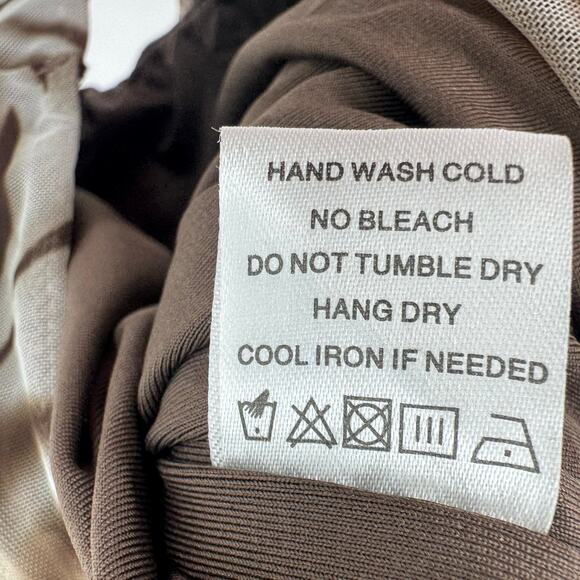 HAND WASH COLD
NO BLEACH
DO NOT TUMBLE DRY
HANG DRY
COOL IRON IF NEEDED